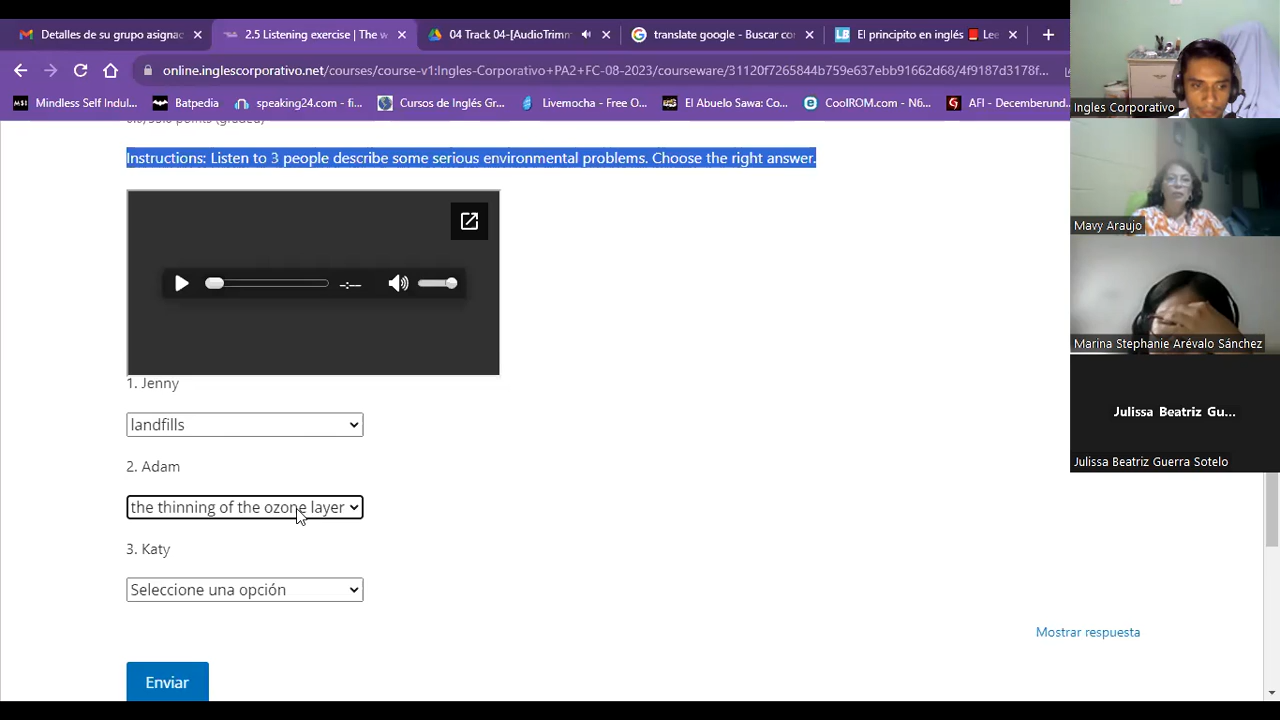 Detalles de su grupo asignac
2.5 Listening exercise | The w
04 Track 04-[AudioTrimm
translate google - Buscar co
El principito en inglés 📕 Lee
online.inglescorporativo.net/courses/course-v1:Ingles-Corporativo+PA2+FC-08-2023/courseware/31120f7265844b759e637ebb91662d68/4f9187d3178f...
Mindless Self Indul...
Batpedia
speaking24.com - fi...
Cursos de Inglés Gr...
Livemocha - Free O...
El Abuelo Sawa: Co...
CoolROM.com - N6...
AFI - Decemberund...
Instructions: Listen to 3 people describe some serious environmental problems. Choose the right answer.
1. Jenny
landfills
2. Adam
the thinning of the ozone layer
3. Katy
Seleccione una opción
Mostrar respuesta
Enviar
Ingles Corporativo
Mavy Araujo
Marina Stephanie Arévalo Sánchez
Julissa Beatriz Gu...
Julissa Beatriz Guerra Sotelo